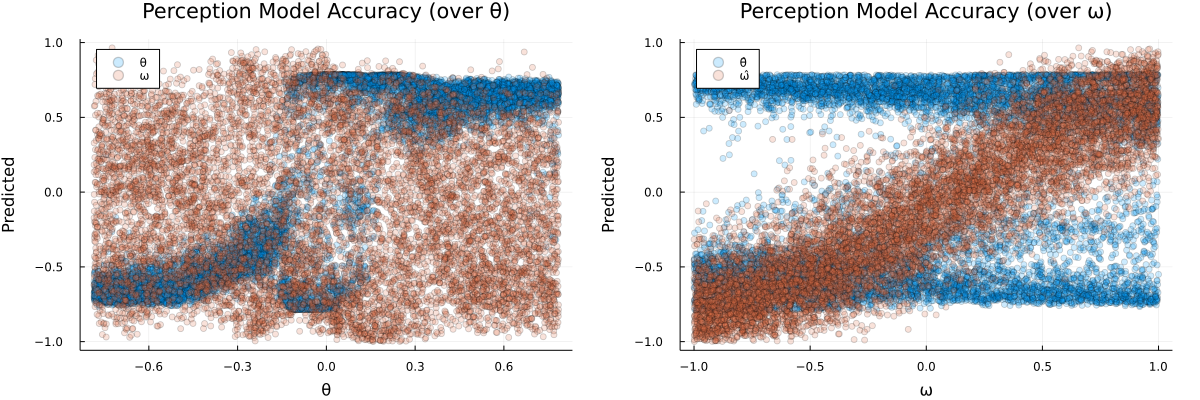 Perception Model Accuracy (over θ)
1.0
0.5
0.0
−0.5
−1.0
Predicted
θ
ω
−0.6
−0.3
0.0
0.3
0.6
θ
Perception Model Accuracy (over ω)
1.0
0.5
0.0
−0.5
−1.0
Predicted
θ
ω̂
−1.0
−0.5
0.0
0.5
1.0
ω